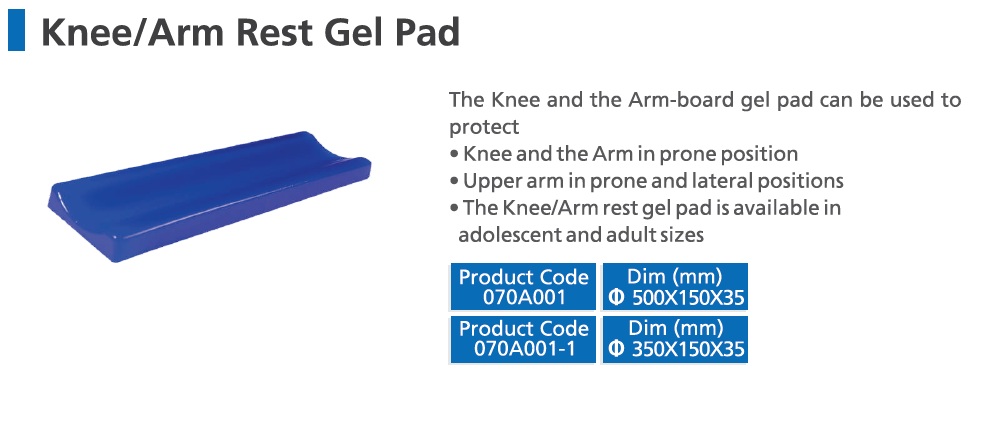 Knee/Arm Rest Gel Pad
The Knee and the Arm-board gel pad can be used to
protect
• Knee and the Arm in prone position
• Upper arm in prone and lateral positions
• The Knee/Arm rest gel pad is available in
adolescent and adult sizes
Product Code
070A001
Dim (mm)
Φ 500X150X35
Product Code
070A001-1
Dim (mm)
Φ 350X150X35